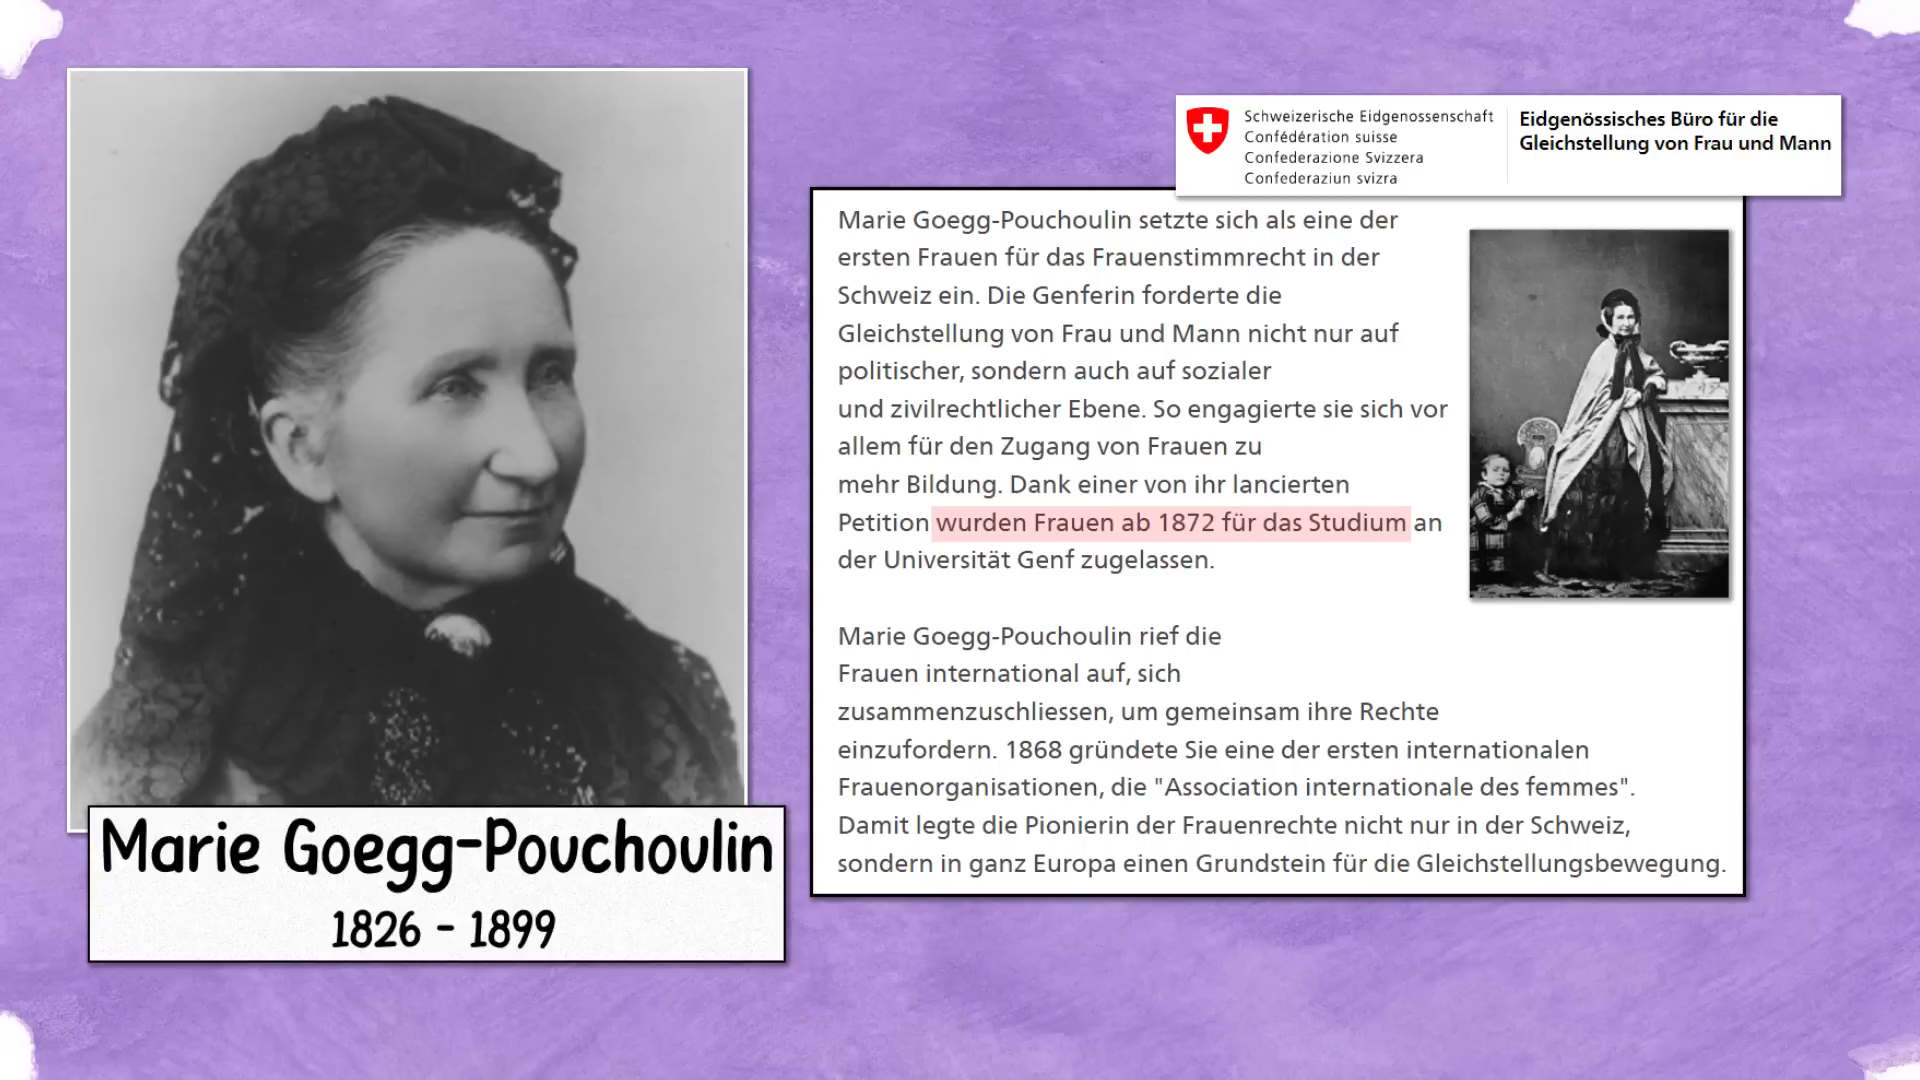 Schweizerische Eidgenossenschaft
Confédération suisse
Confederazione Svizzera
Confederaziun svizra
Eidgenössisches Büro für die
Gleichstellung von Frau und Mann
Marie Goegg-Pouchoulin setzte sich als eine der
ersten Frauen für das Frauenstimmrecht in der
Schweiz ein. Die Genferin forderte die
Gleichstellung von Frau und Mann nicht nur auf
politischer, sondern auch auf sozialer
und zivilrechtlicher Ebene. So engagierte sie sich vor
allem für den Zugang von Frauen zu
mehr Bildung. Dank einer von ihr lancierten
Petition wurden Frauen ab 1872 für das Studium an
der Universität Genf zugelassen.
Marie Goegg-Pouchoulin rief die
Frauen international auf, sich
zusammenzuschliessen, um gemeinsam ihre Rechte
einzufordern. 1868 gründete Sie eine der ersten internationalen
Frauenorganisationen, die "Association internationale des femmes".
Damit legte die Pionierin der Frauenrechte nicht nur in der Schweiz,
sondern in ganz Europa einen Grundstein für die Gleichstellungsbewegung.
Marie Goegg-Pouchoulin
1826 - 1899